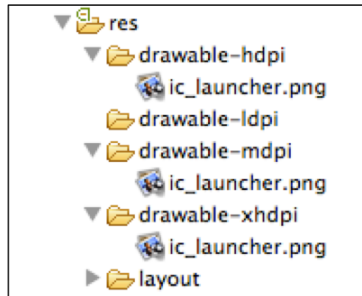 res
drawable-hdpi
ic_launcher.png
drawable-ldpi
drawable-mdpi
ic_launcher.png
drawable-xhdpi
ic_launcher.png
layout